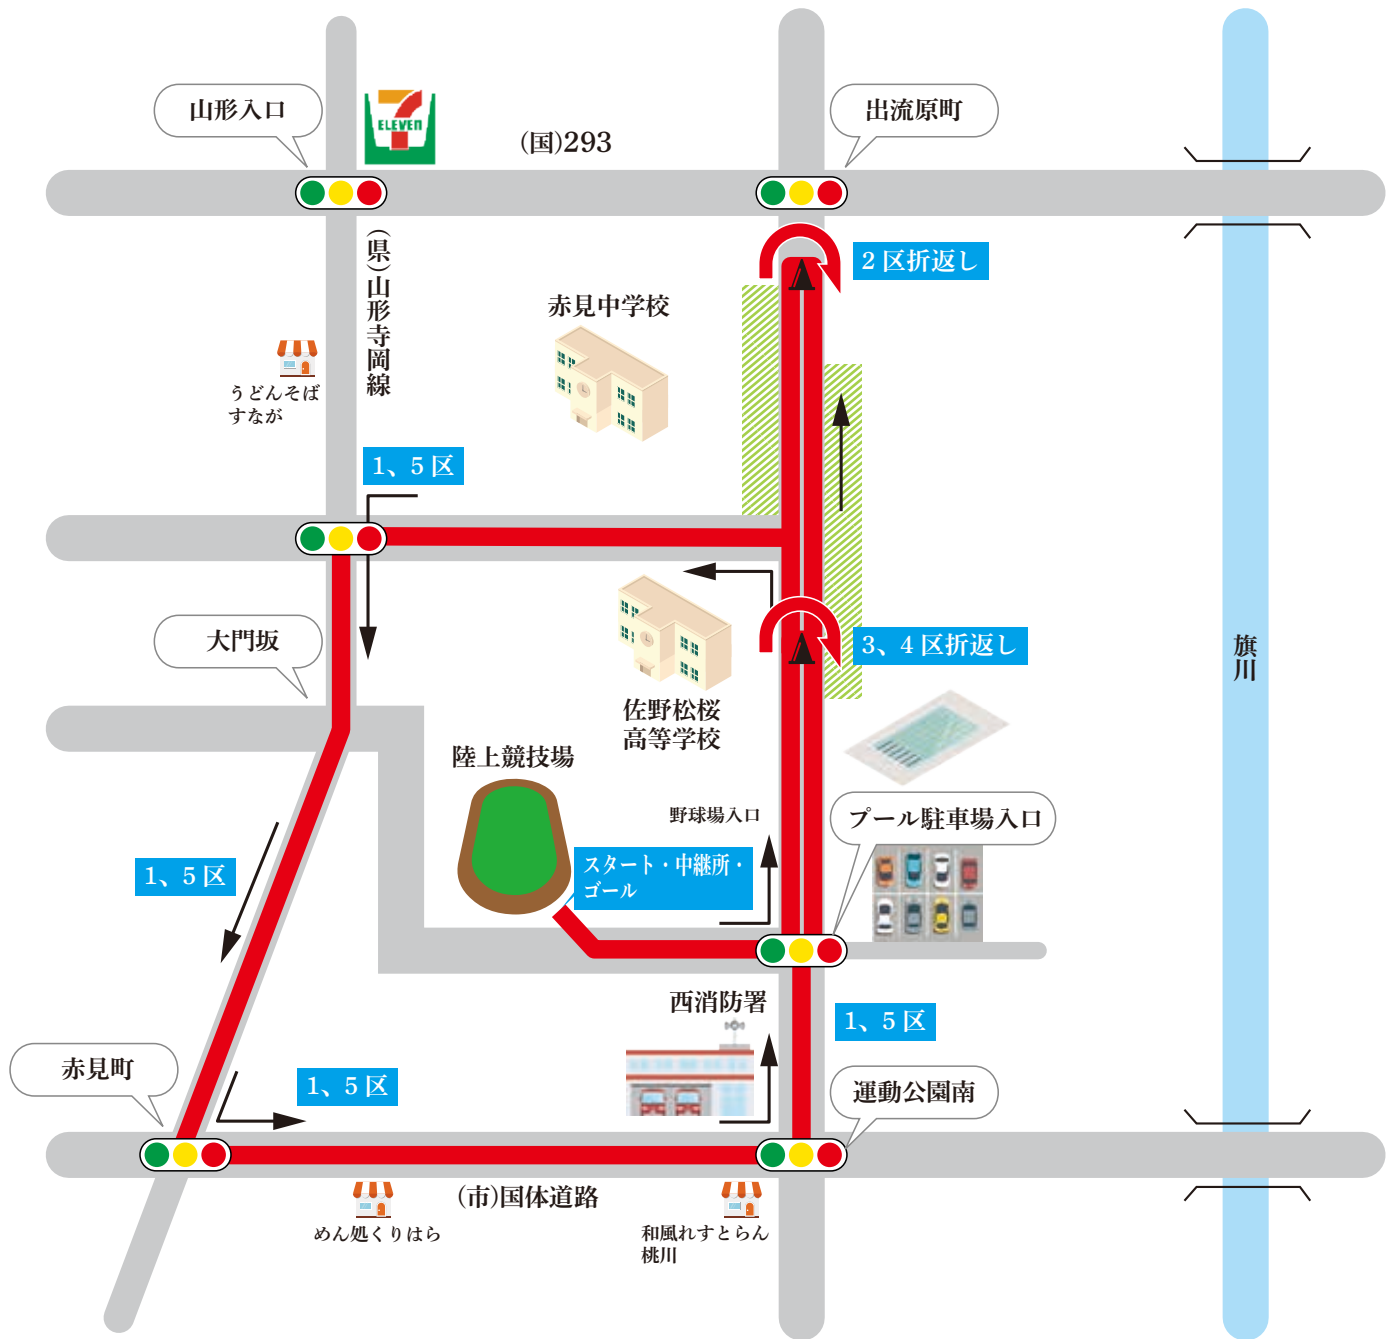 山形入口
7
ELEVEN
(国)293
出流原町
(県)山形寺岡線
2区折返し
赤見中学校
うどんそば
すなが
1、5区
大門坂
3、4区折返し
佐野松桜
高等学校
旗川
陸上競技場
野球場入口
プール駐車場入口
スタート・中継所・
ゴール
1、5区
西消防署
1、5区
赤見町
1、5区
運動公園南
(市)国体道路
めん処くりはら
和風れすとらん
桃川